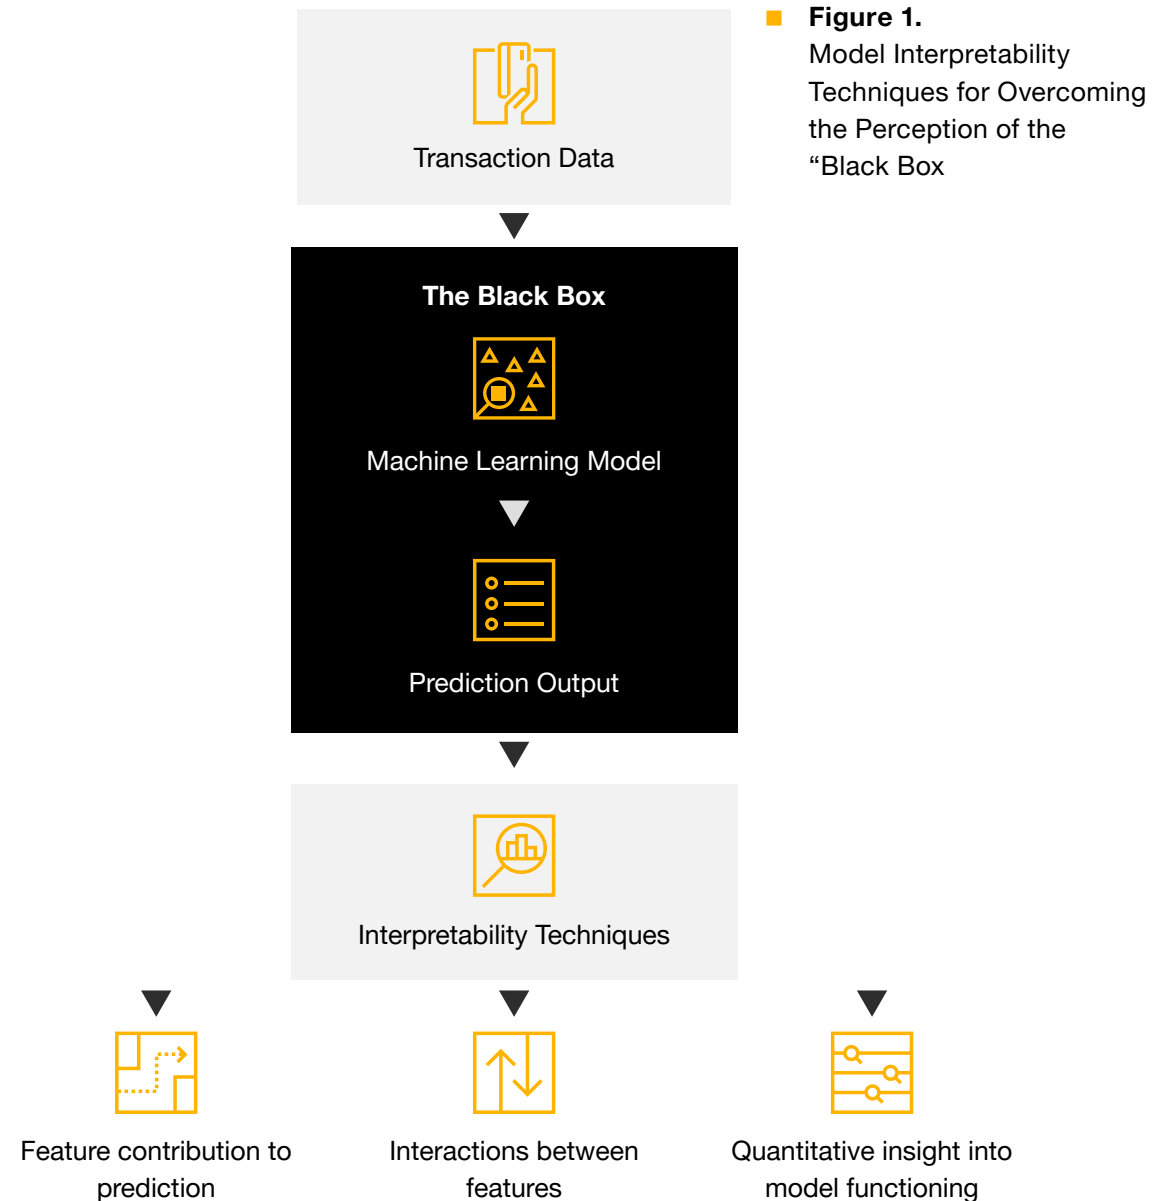 Figure 1.
Model Interpretability
Techniques for Overcoming
the Perception of the
“Black Box
Transaction Data
The Black Box
Machine Learning Model
Prediction Output
Interpretability Techniques
Feature contribution to
prediction
Interactions between
features
Quantitative insight into
model functioning